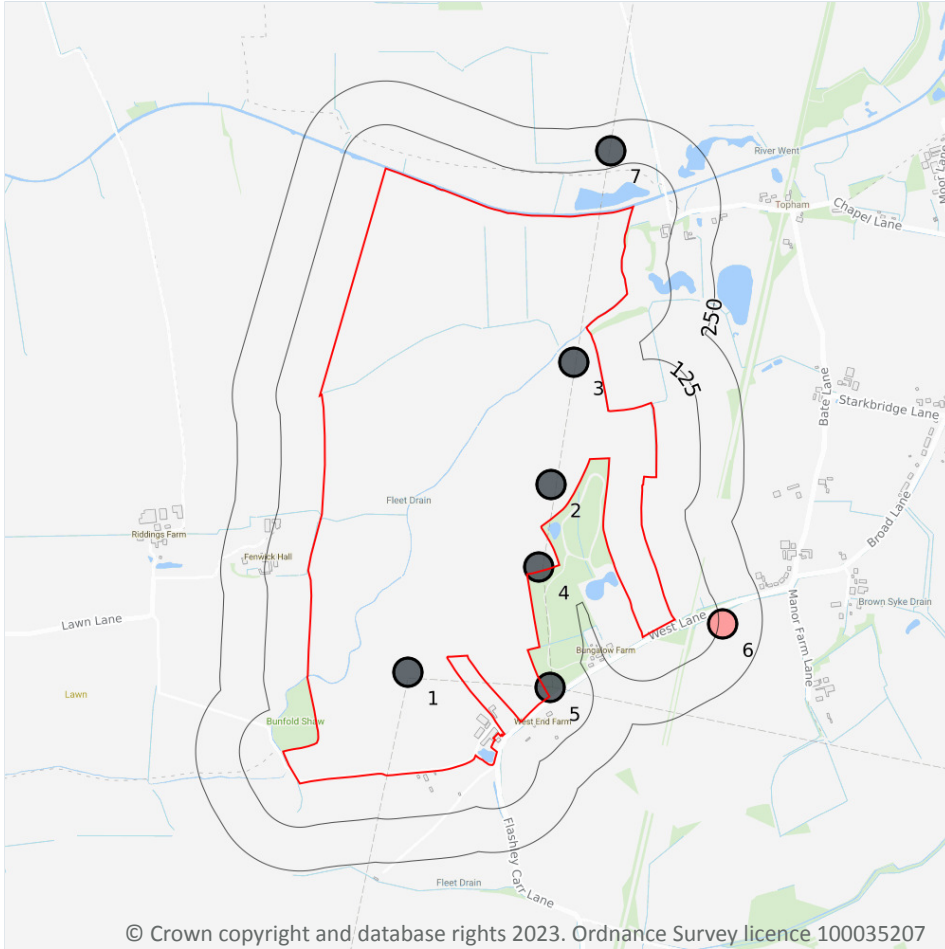 7
River Went
Moor Lane
Topham
Chapel Lane
250
3
125
Bate Lane
Starkbridge Lane
Fleet Drain
2
Broad Lane
Riddings Farm
Fenwick Hall
4
Brown Syke Drain
Manor Farm Lane
Lawn Lane
West Lane
6
Bungalow Farm
1
Lawn
5
Bunfold Shaw
West End Farm
Flashley Carr Lane
Fleet Drain
© Crown copyright and database rights 2023. Ordnance Survey licence 100035207